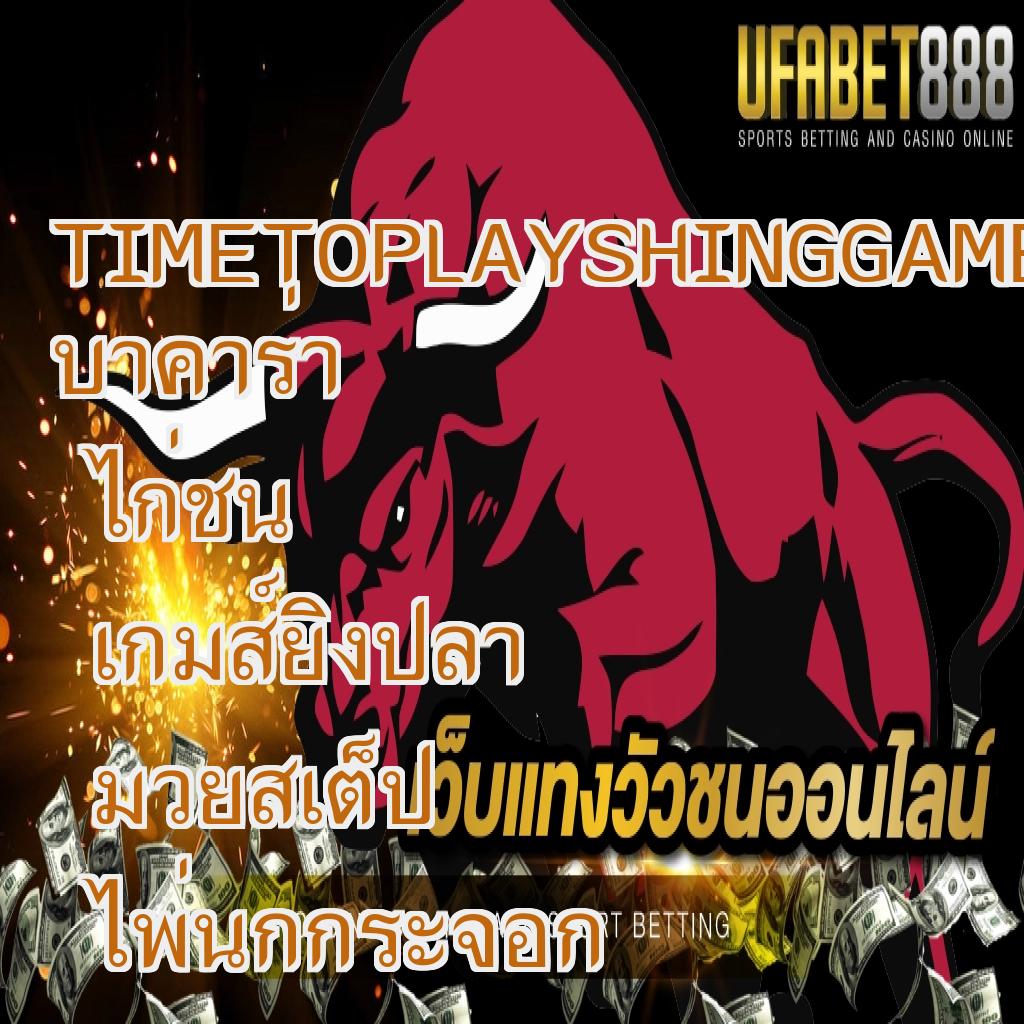 UFABET888
SPORTS BETTING AND CASINO ONLINE
TIMETOPLAYSHINGGAME
บาคาร่า
ไก่ชน
เกมส์ยิงปลา
มวยสเต็ป
เว็บแทงวัวชนออนไลน์
ไพ่นกกระจอก
BETTING